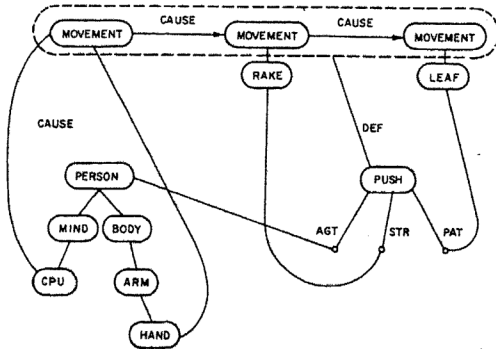 CAUSE CAUSE
MOVEMENT MOVEMENT MOVEMENT
RAKE LEAF
CAUSE DEF
PERSON PUSH
MIND BODY AGT STR PAT
CPU ARM
HAND